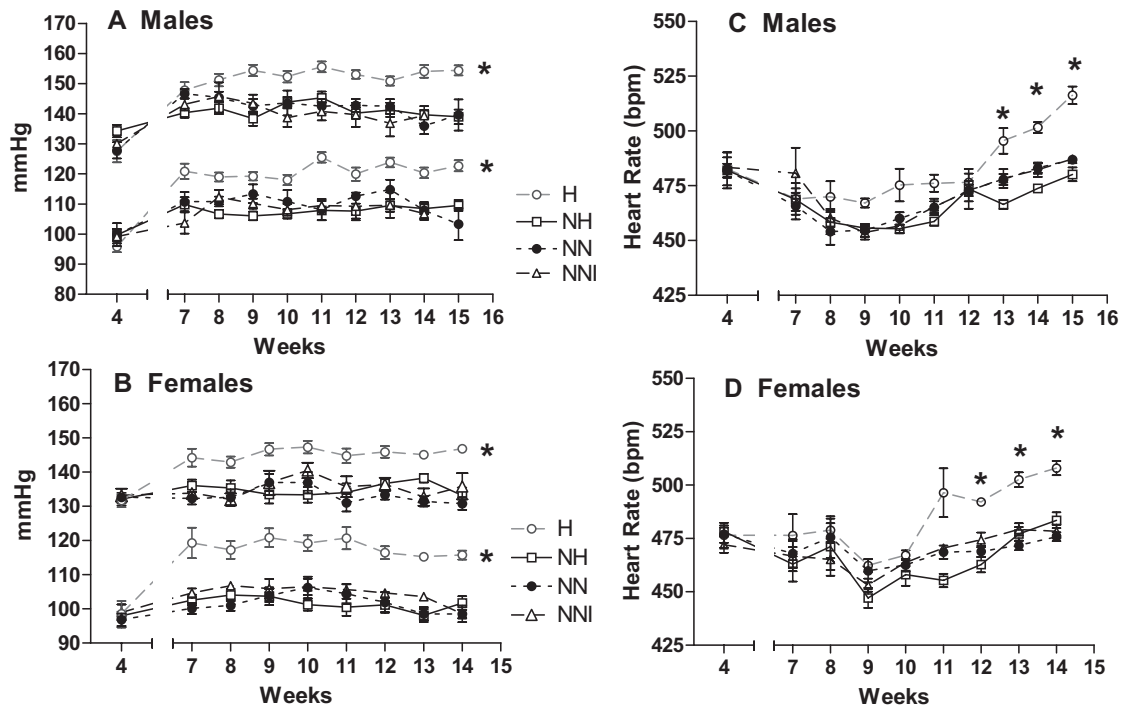 A Males
170
160
150
140
130
120
110
100
90
80
mmHg
*
*
4 7 8 9 10 11 12 13 14 15 16
Weeks
H
NH
NN
NNI
C Males
550
525
500
475
450
425
Heart Rate (bpm)
* * *
4 7 8 9 10 11 12 13 14 15 16
Weeks
B Females
170
160
150
140
130
120
110
100
90
mmHg
*
*
4 7 8 9 10 11 12 13 14 15
Weeks
H
NH
NN
NNI
D Females
550
525
500
475
450
425
Heart Rate (bpm)
* * *
4 7 8 9 10 11 12 13 14 15
Weeks